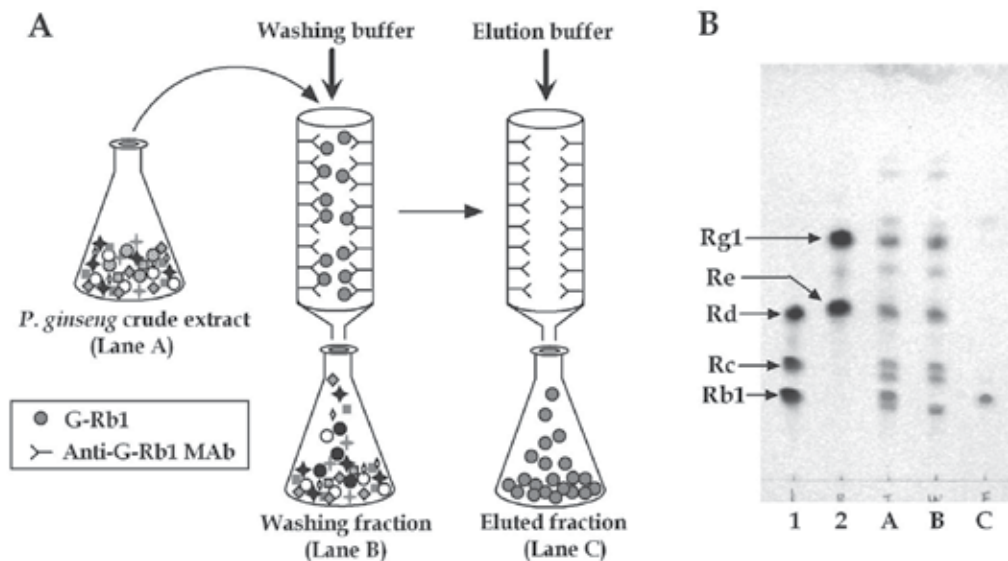 A
Washing buffer
Elution buffer
P. ginseng crude extract
(Lane A)
G-Rb1
Anti-G-Rb1 MAb
Washing fraction
(Lane B)
Eluted fraction
(Lane C)
B
Rg1
Re
Rd
Rc
Rb1
1 2 A B C